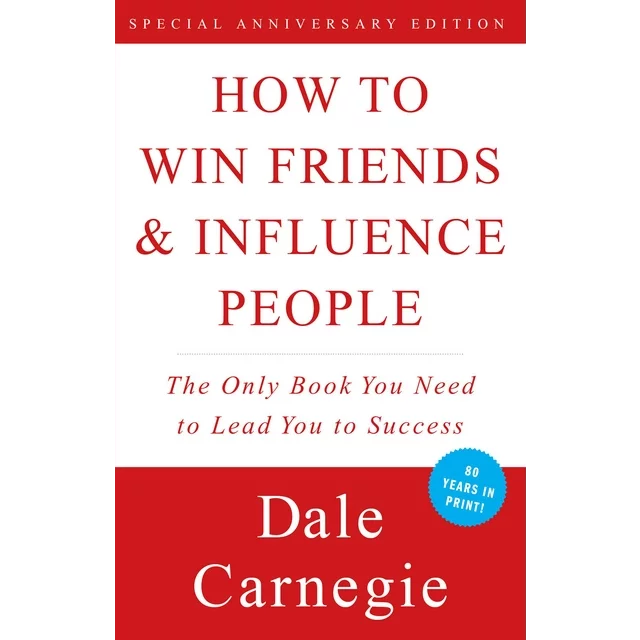 SPECIAL ANNIVERSARY EDITION
HOW TO
WIN FRIENDS
& INFLUENCE
PEOPLE
The Only Book You Need
to Lead You to Success
80
YEARS IN
PRINT!
Dale
Carnegie